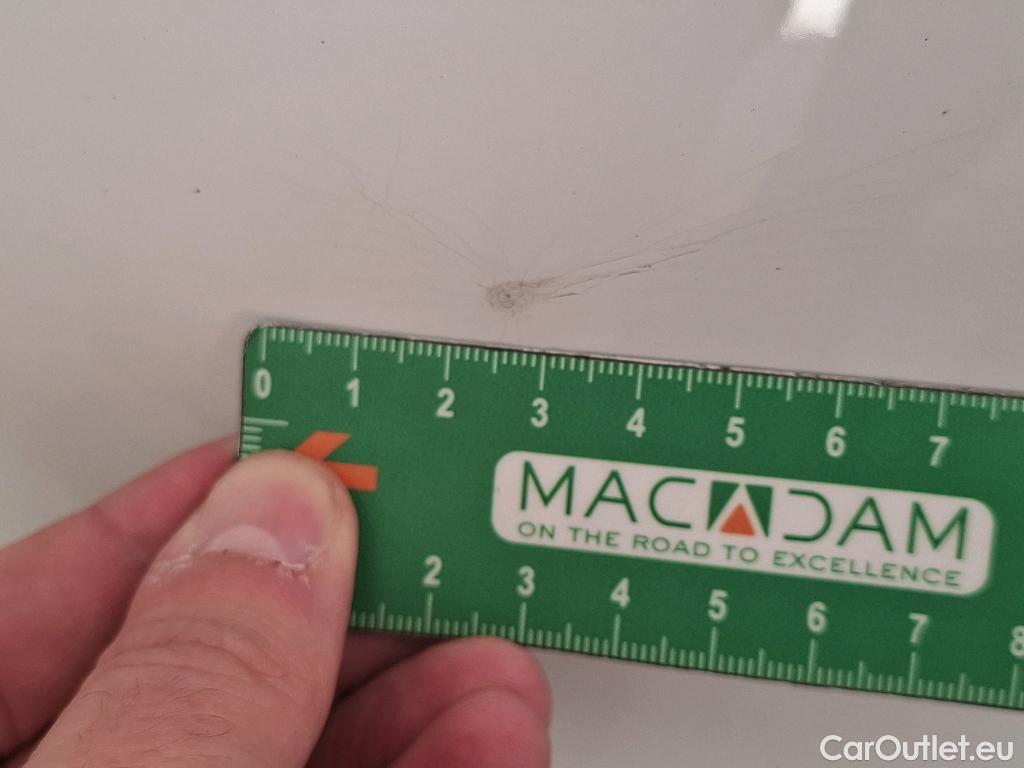 0 1 2 3 4 5 6 7
MACADAM
ON THE ROAD TO EXCELLENCE
2 3 4 5 6 7 8
CarOutlet.eu